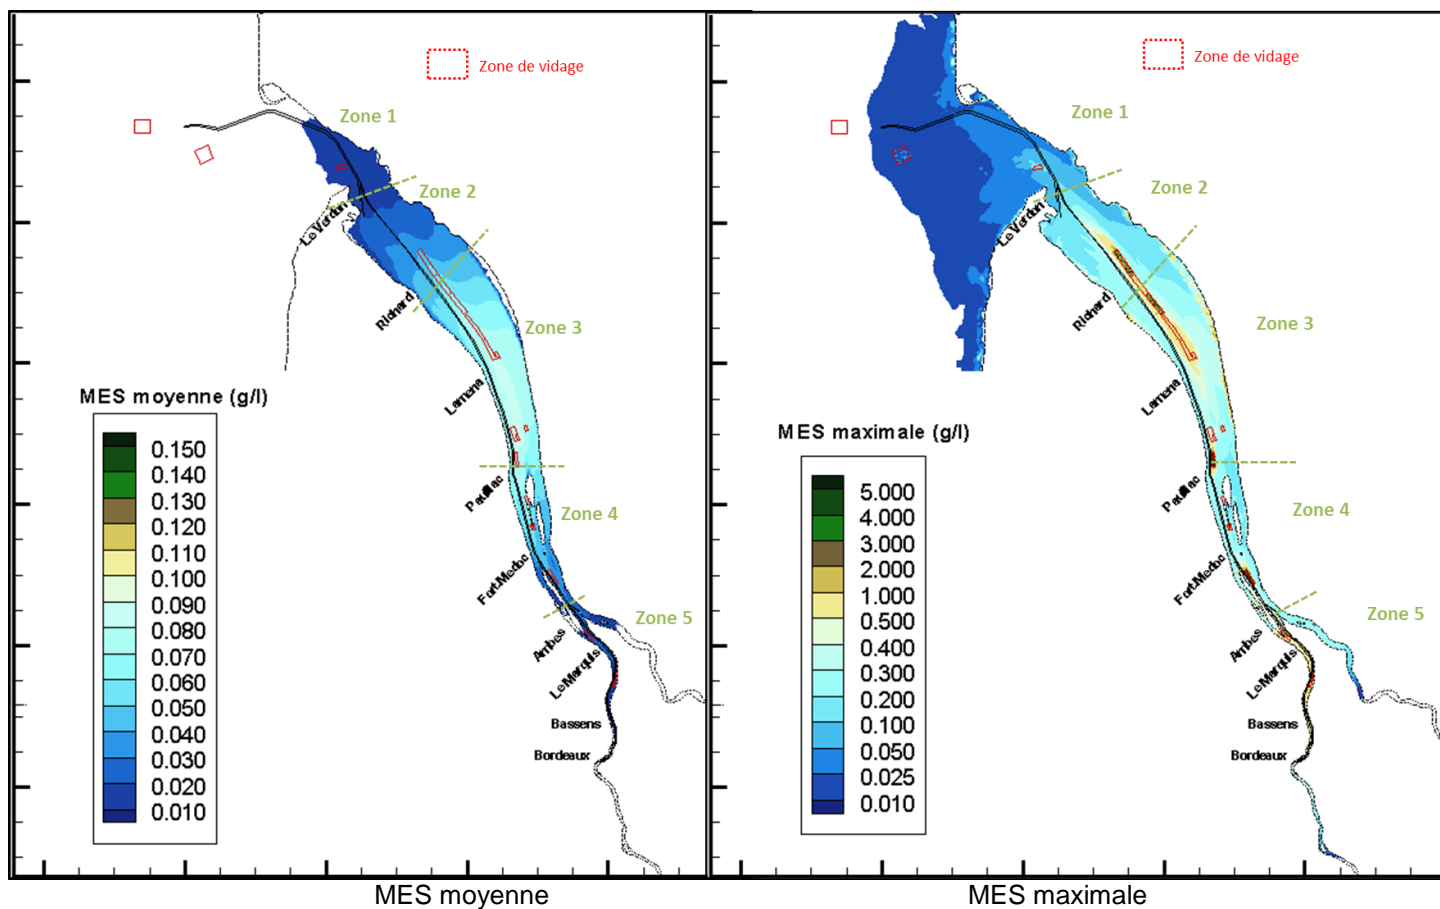 Zone de vidage
Zone 1
Zone 2
Le Verdon
Richard
Zone 3
Lamena
MES moyenne (g/l)
0.150
0.140
0.130
0.120
0.110
0.100
0.090
0.080
0.070
0.060
0.050
0.040
0.030
0.020
0.010
Pauillac
Zone 4
Fort Medoc
Zone 5
Ambes
Le Marquis
Bassens
Bordeaux
MES moyenne
Zone de vidage
Zone 1
Zone 2
Le Verdon
Richard
Zone 3
Lamena
MES maximale (g/l)
5.000
4.000
3.000
2.000
1.000
0.500
0.400
0.300
0.200
0.100
0.050
0.025
0.010
Pauillac
Zone 4
Fort Medoc
Zone 5
Ambes
Le Marquis
Bassens
Bordeaux
MES maximale